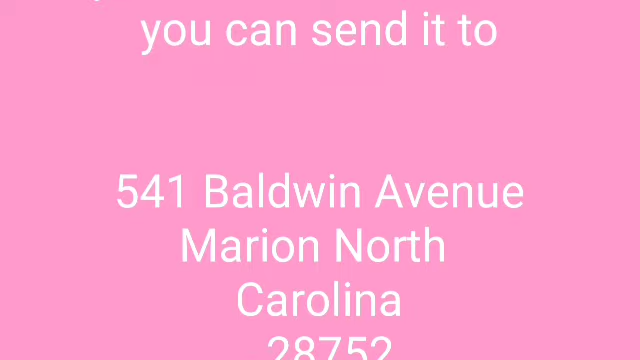 you can send it to
541 Baldwin Avenue
Marion North
Carolina
28752